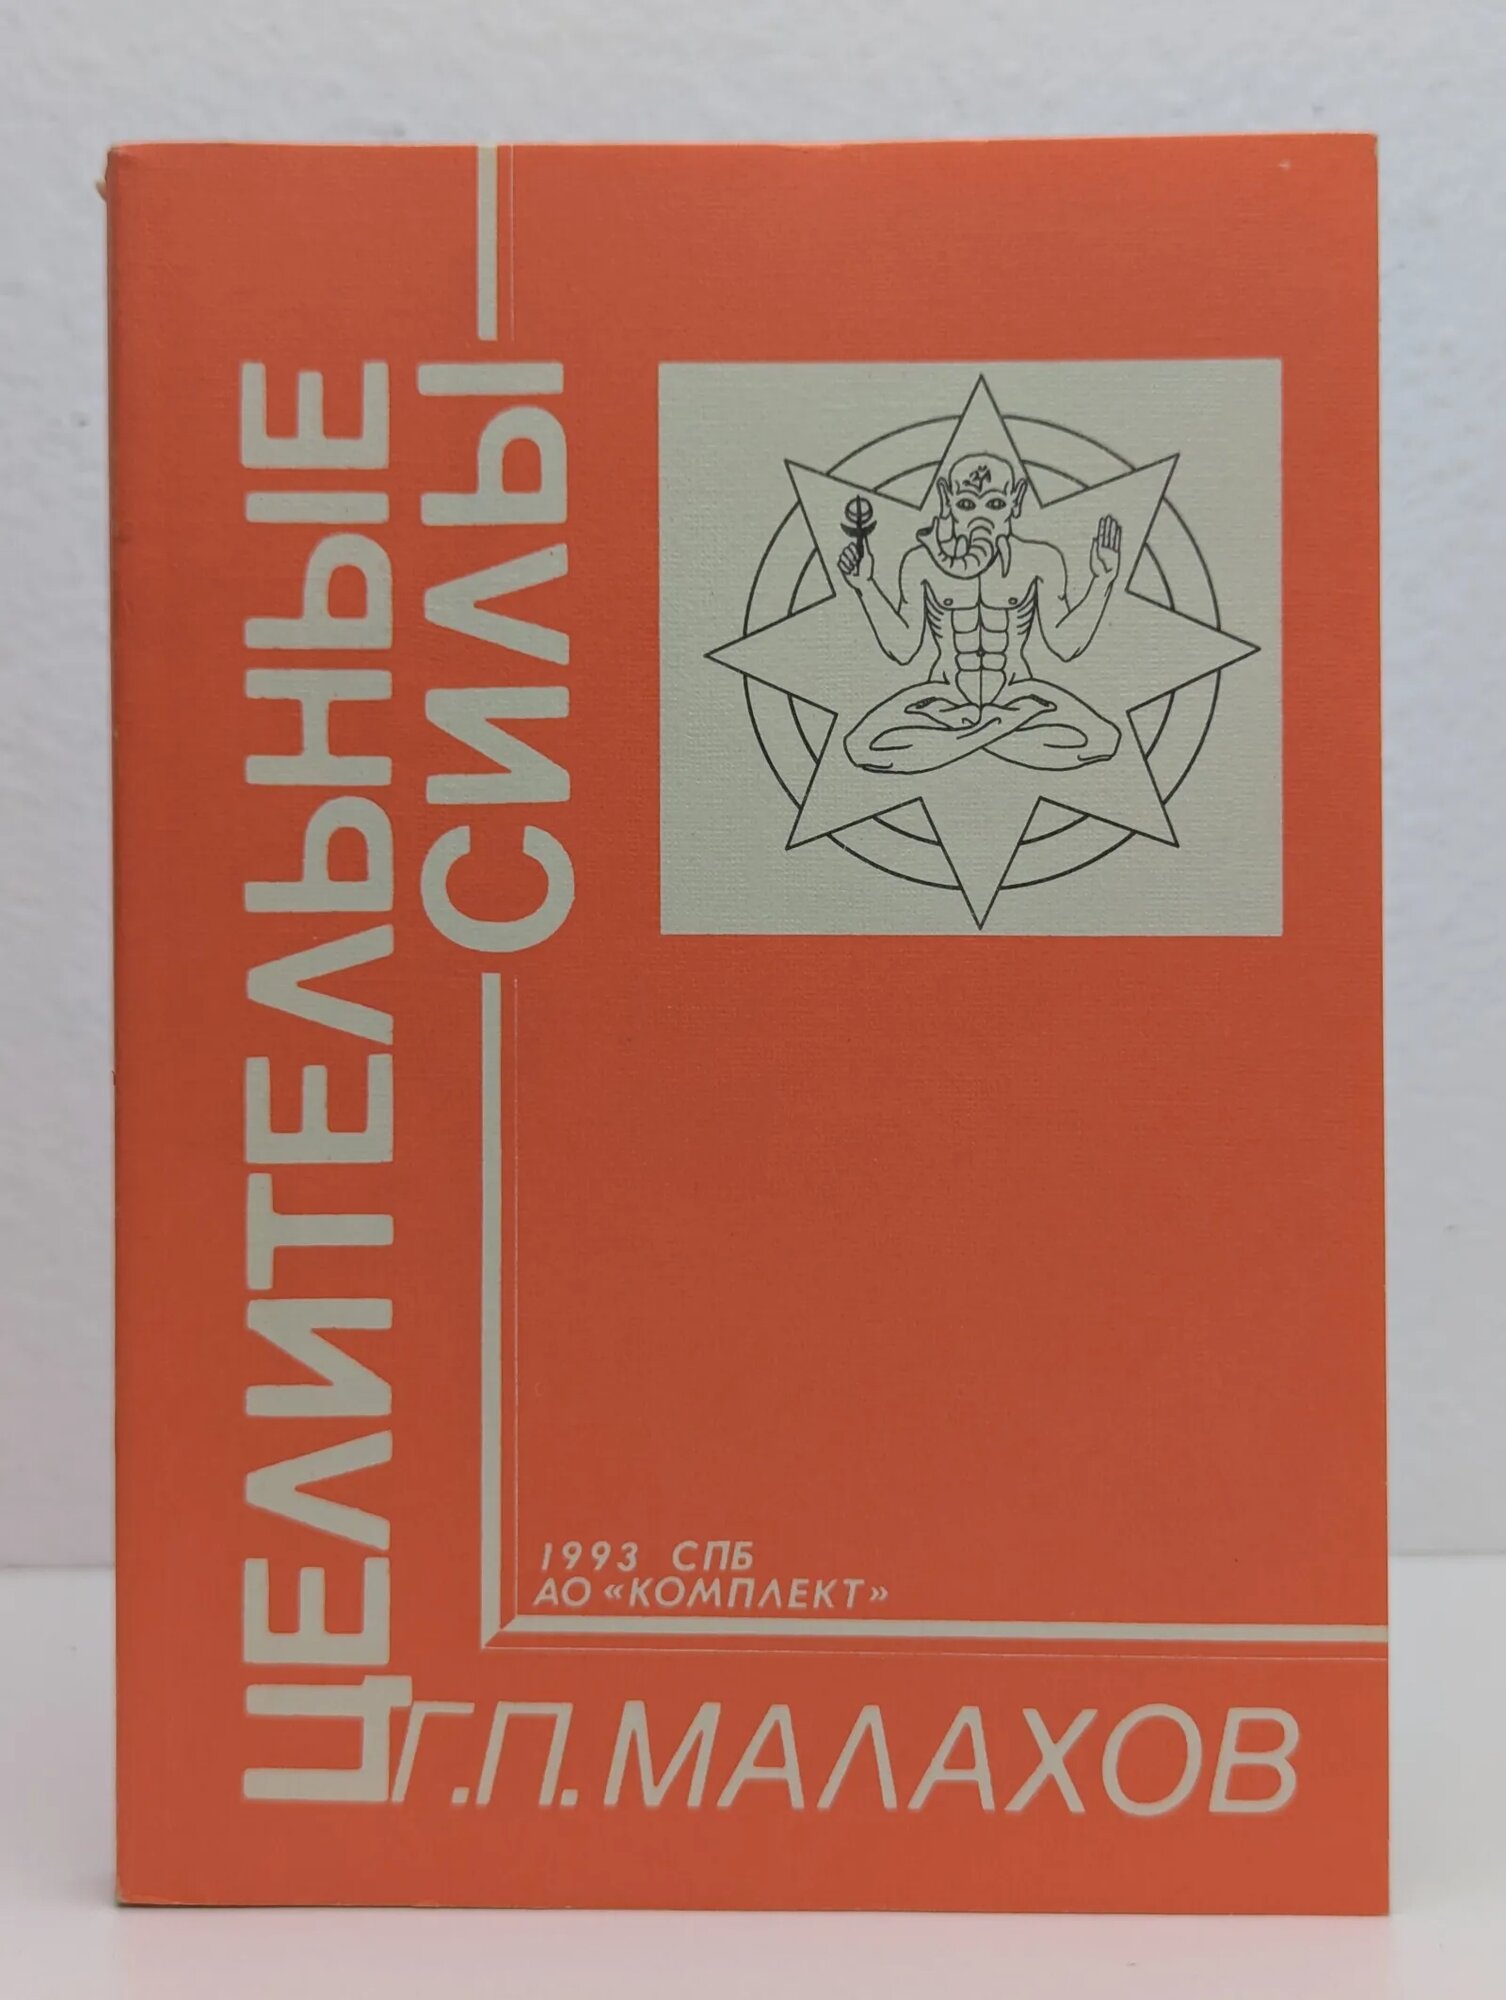 ЦЕЛИТЕЛЬНЫЕ
СИЛЫ
1993 СПБ
АО «КОМПЛЕКТ»
Г.П.МАЛАХОВ